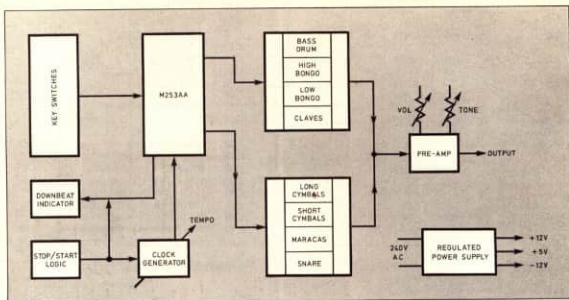 KEY SWITCHES
M253AA
BASS
DRUM
HIGH
BONGO
LOW
BONGO
CLAVES
VOL
TONE
PRE-AMP
OUTPUT
DOWNBEAT
INDICATOR
STOP/START
LOGIC
CLOCK
GENERATOR
TEMPO
LONG
CYMBALS
SHORT
CYMBALS
MARACAS
SNARE
240V
AC
REGULATED
POWER SUPPLY
+12V
+5V
-12V